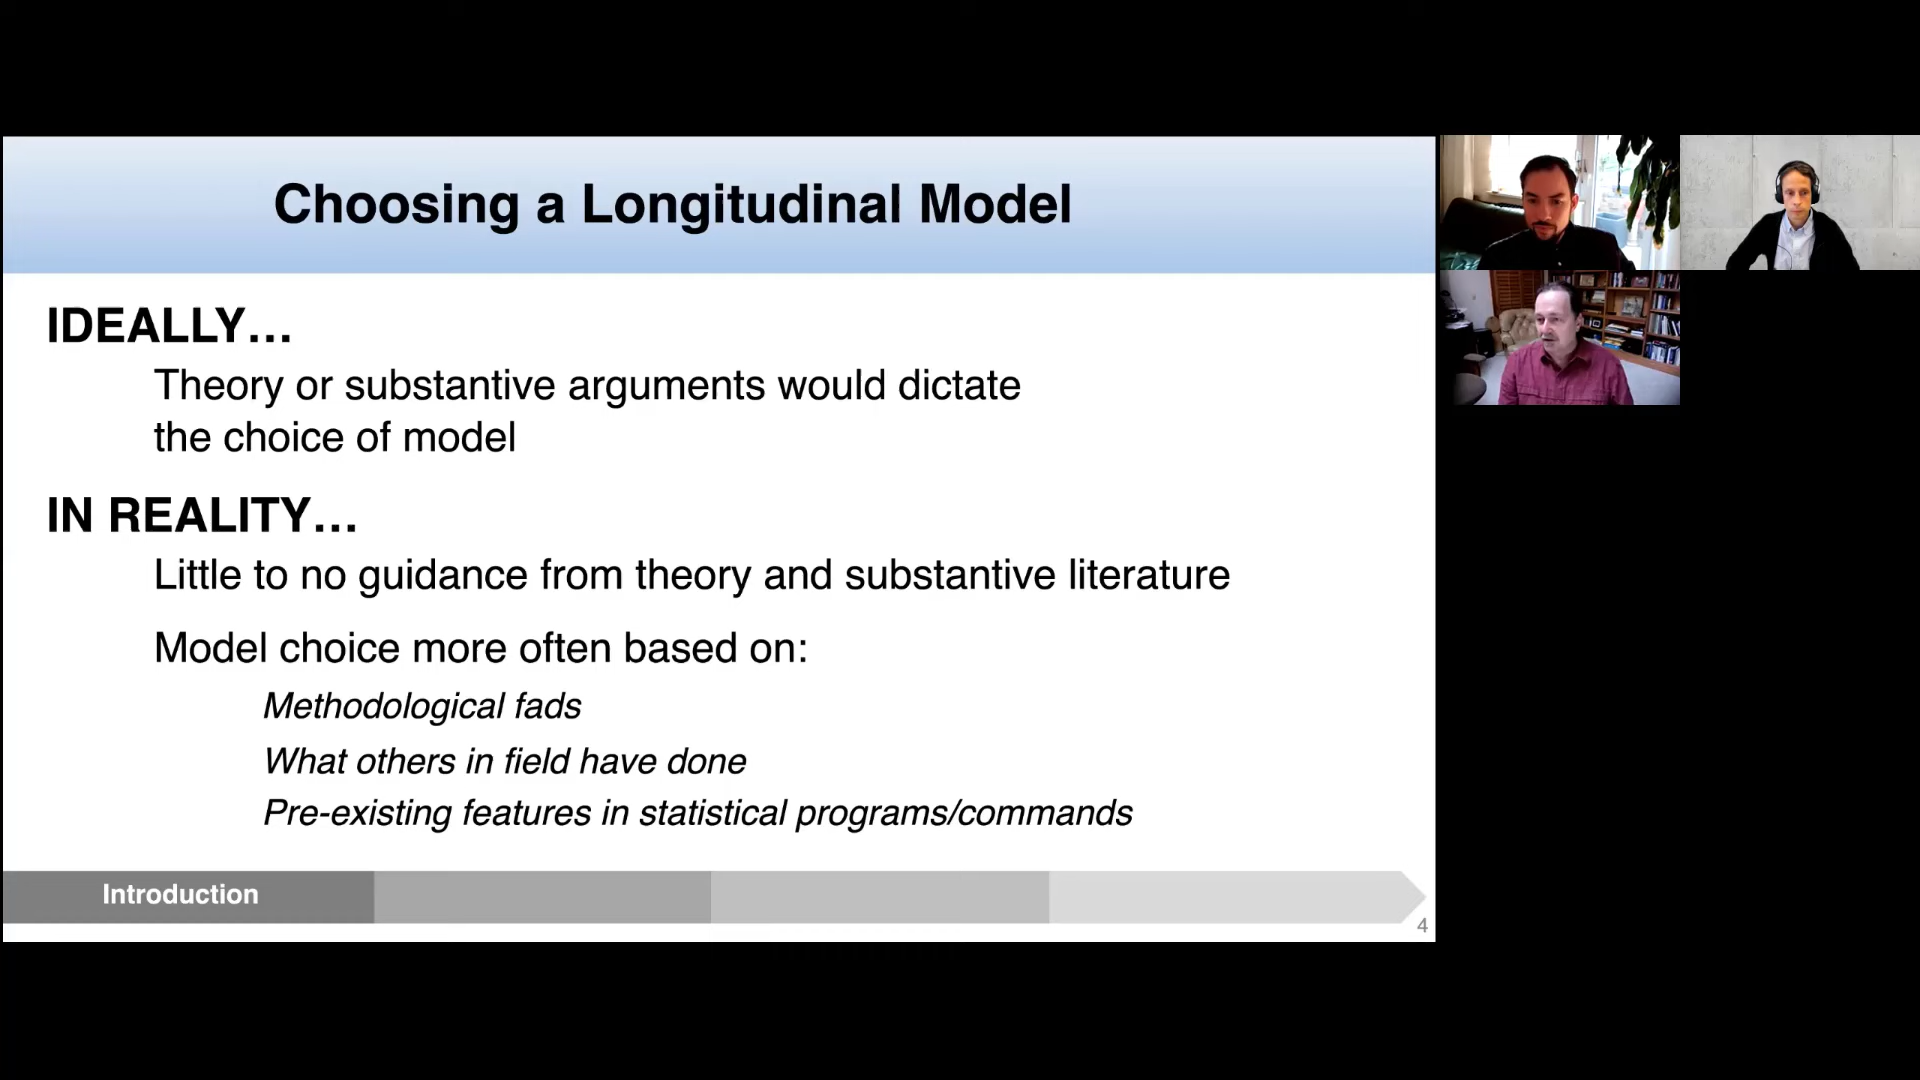 Choosing a Longitudinal Model
IDEALLY…
Theory or substantive arguments would dictate
the choice of model
IN REALITY…
Little to no guidance from theory and substantive literature
Model choice more often based on:
Methodological fads
What others in field have done
Pre-existing features in statistical programs/commands
Introduction
4